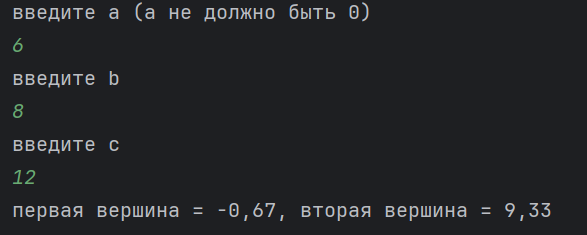 введите a (a не должно быть 0)
6
введите b
8
введите c
12
первая вершина = -0,67, вторая вершина = 9,33